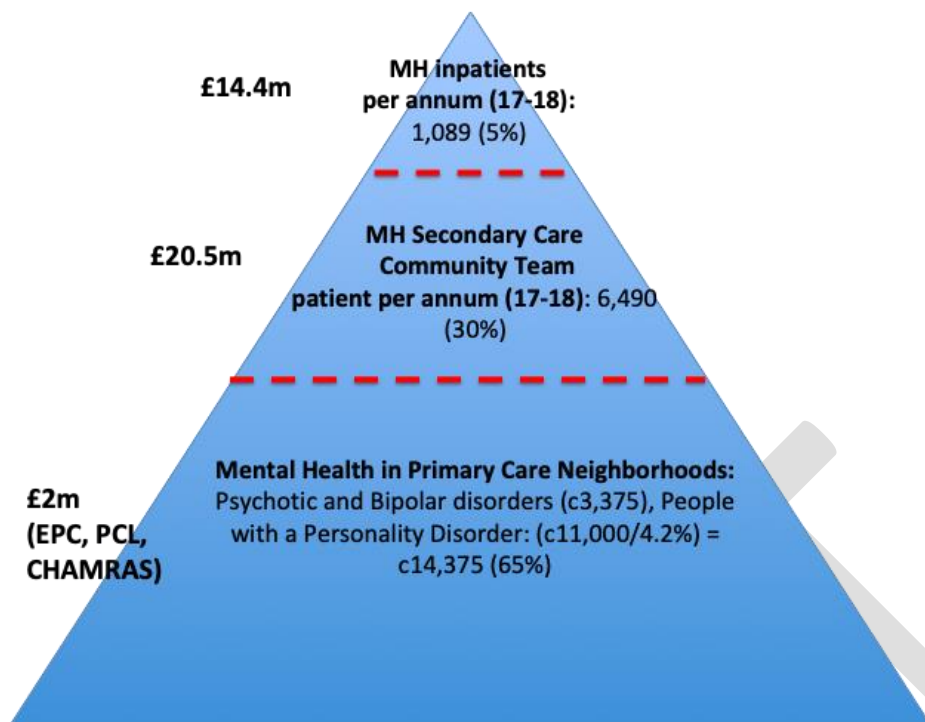 £14.4m
MH inpatients
per annum (17-18):
1,089 (5%)
£20.5m
MH Secondary Care
Community Team
patient per annum (17-18): 6,490
(30%)
£2m
(EPC, PCL,
CHAMRAS)
Mental Health in Primary Care Neighborhoods:
Psychotic and Bipolar disorders (c3,375), People
with a Personality Disorder: (c11,000/4.2%) =
c14,375 (65%)